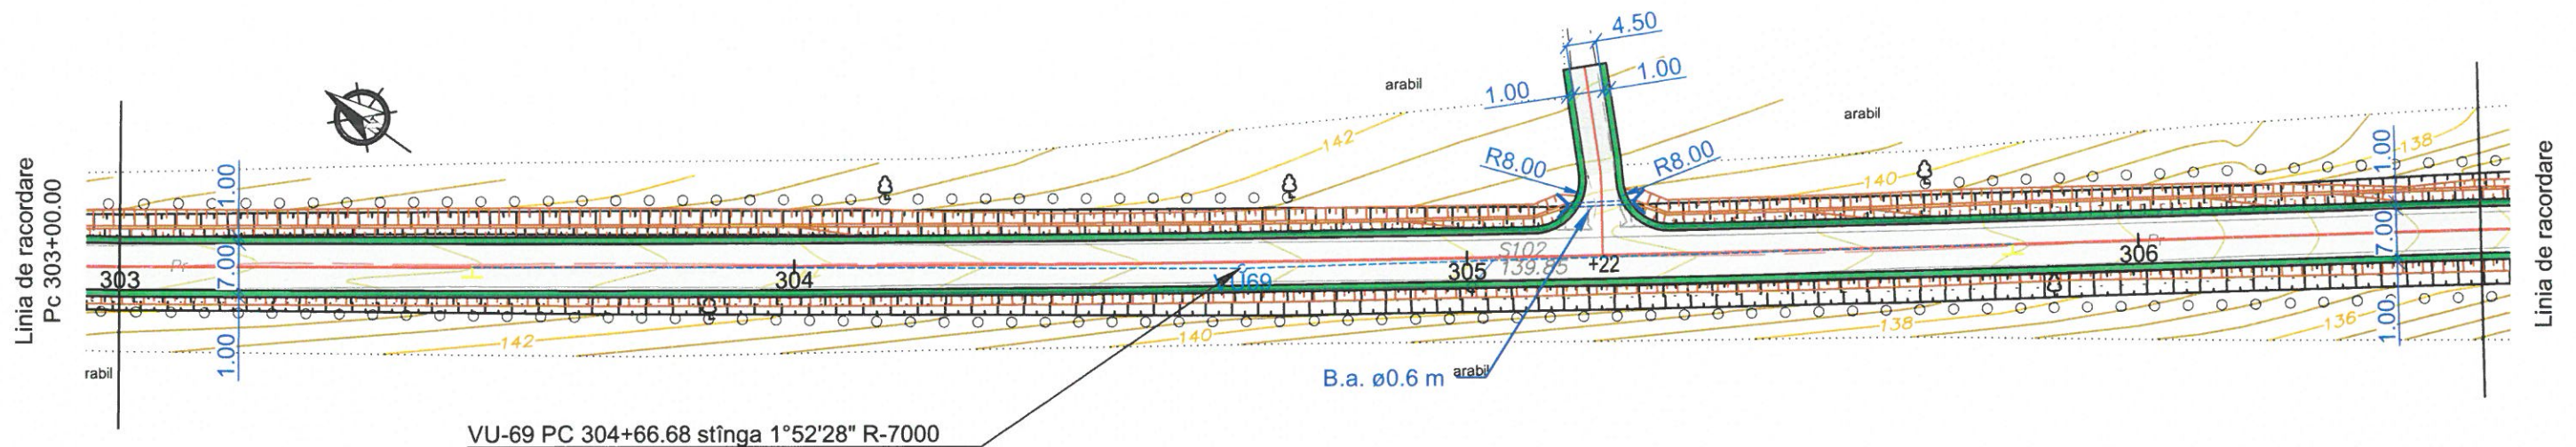 Linia de racordare
Pc 303+00.00
4.50
1.00
1.00
arabil
arabil
142
R8.00
R8.00
140
138
1.00
7.00
1.00
1.00
7.00
1.00
303
304
305
306
S102
139.85
+22
VU69
Pr
Pr
142
140
138
136
rabil
B.a. ø0.6 m
arabil
VU-69 PC 304+66.68 stînga 1°52'28" R-7000
Linia de racordare